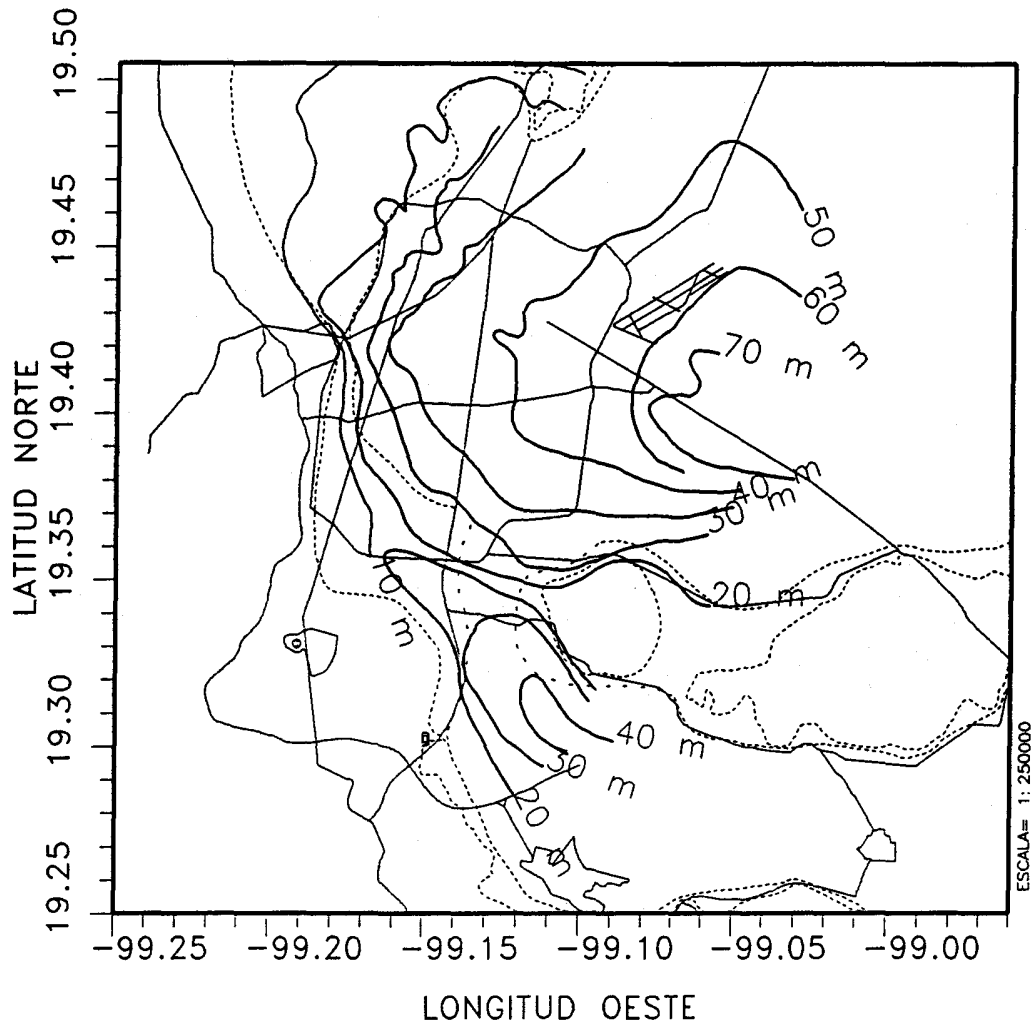 LATITUD NORTE
19.50
19.45
19.40
19.35
19.30
19.25
50 m
60 m
70 m
40 m
30 m
20 m
10 m
40 m
30 m
20 m
-99.25
-99.20
-99.15
-99.10
-99.05
-99.00
LONGITUD OESTE
ESCALA= 1: 250000